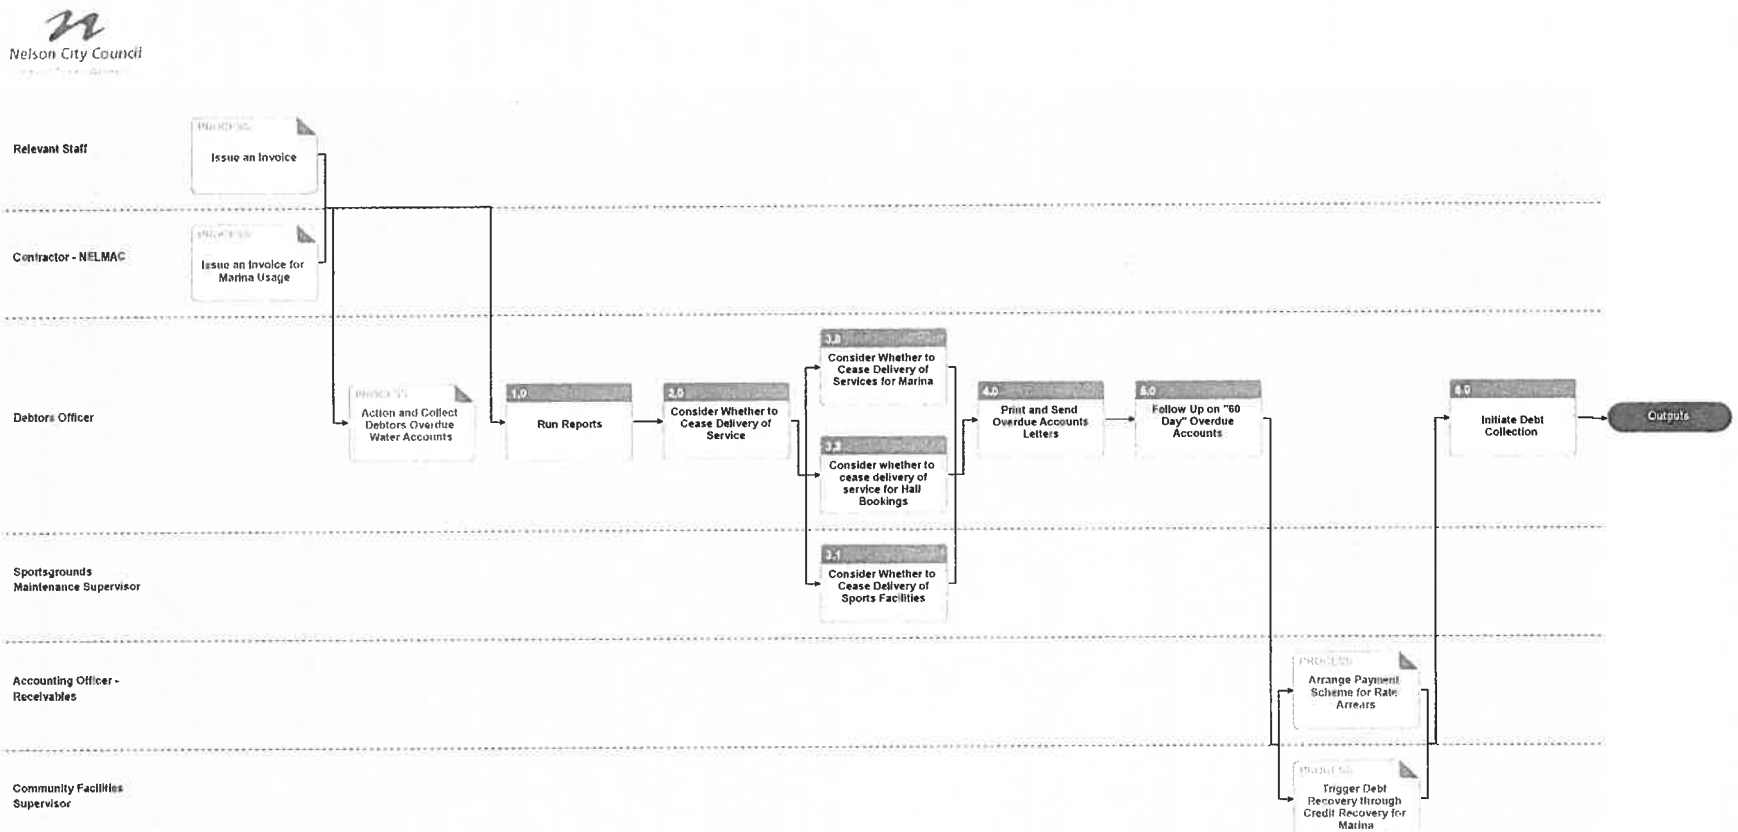 Nelson City Council
Relevant Staff
PROCESS
Issue an Invoice
Contractor - NELMAC
PROCESS
Issue an Invoice for
Marina Usage
Debtors Officer
PROCESS
Action and Collect
Debtors Overdue
Water Accounts
1.0
Run Reports
2.0
Consider Whether to
Cease Delivery of
Service
Consider Whether to
Cease Delivery of
Services for Marina
Consider whether to
cease delivery of
service for Hall
Bookings
4.0
Print and Send
Overdue Accounts
Letters
5.0
Follow Up on "60
Day" Overdue
Accounts
Initiate Debt
Collection
Outputs
Sportsgrounds
Maintenance Supervisor
3.1
Consider Whether to
Cease Delivery of
Sports Facilities
Accounting Officer -
Receivables
PROCESS
Arrange Payment
Scheme for Rate
Arrears
Community Facilities
Supervisor
PROCESS
Trigger Debt
Recovery through
Credit Recovery for
Marina